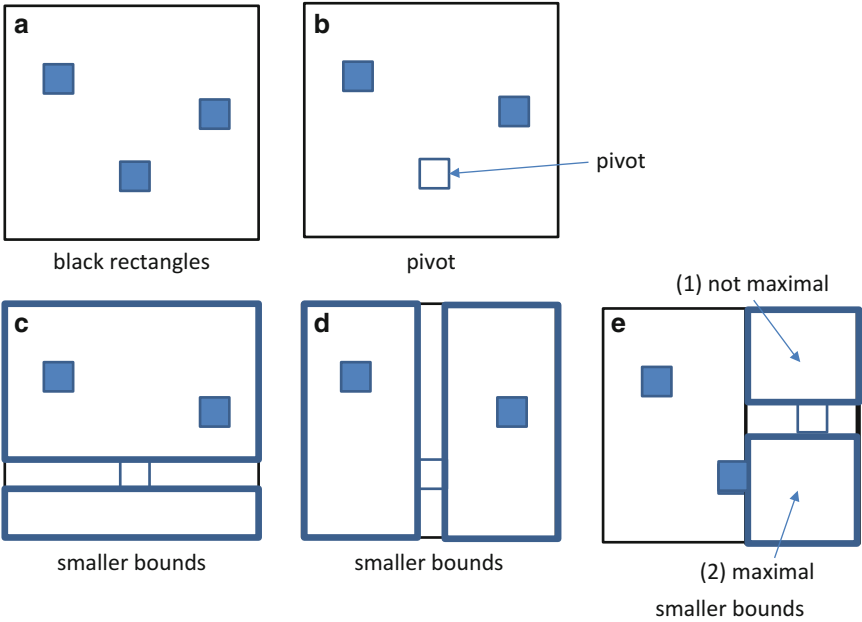 a
b
pivot
black rectangles
pivot
(1) not maximal
c
d
e
smaller bounds
smaller bounds
(2) maximal
smaller bounds